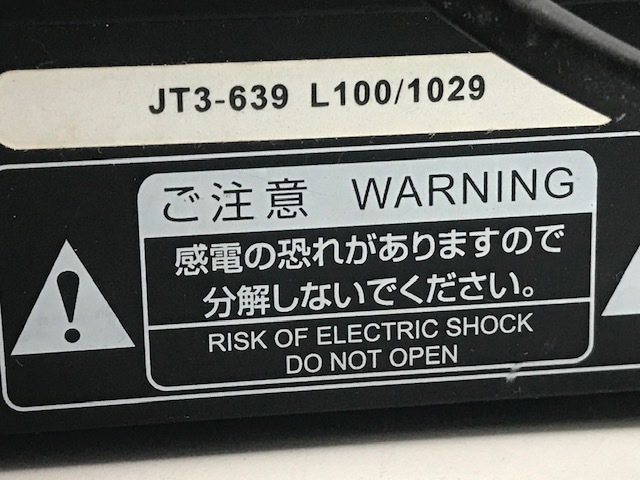 JT3-639 L100/1029
ご注意 WARNING
感電の恐れがありますので
分解しないでください。
RISK OF ELECTRIC SHOCK
DO NOT OPEN